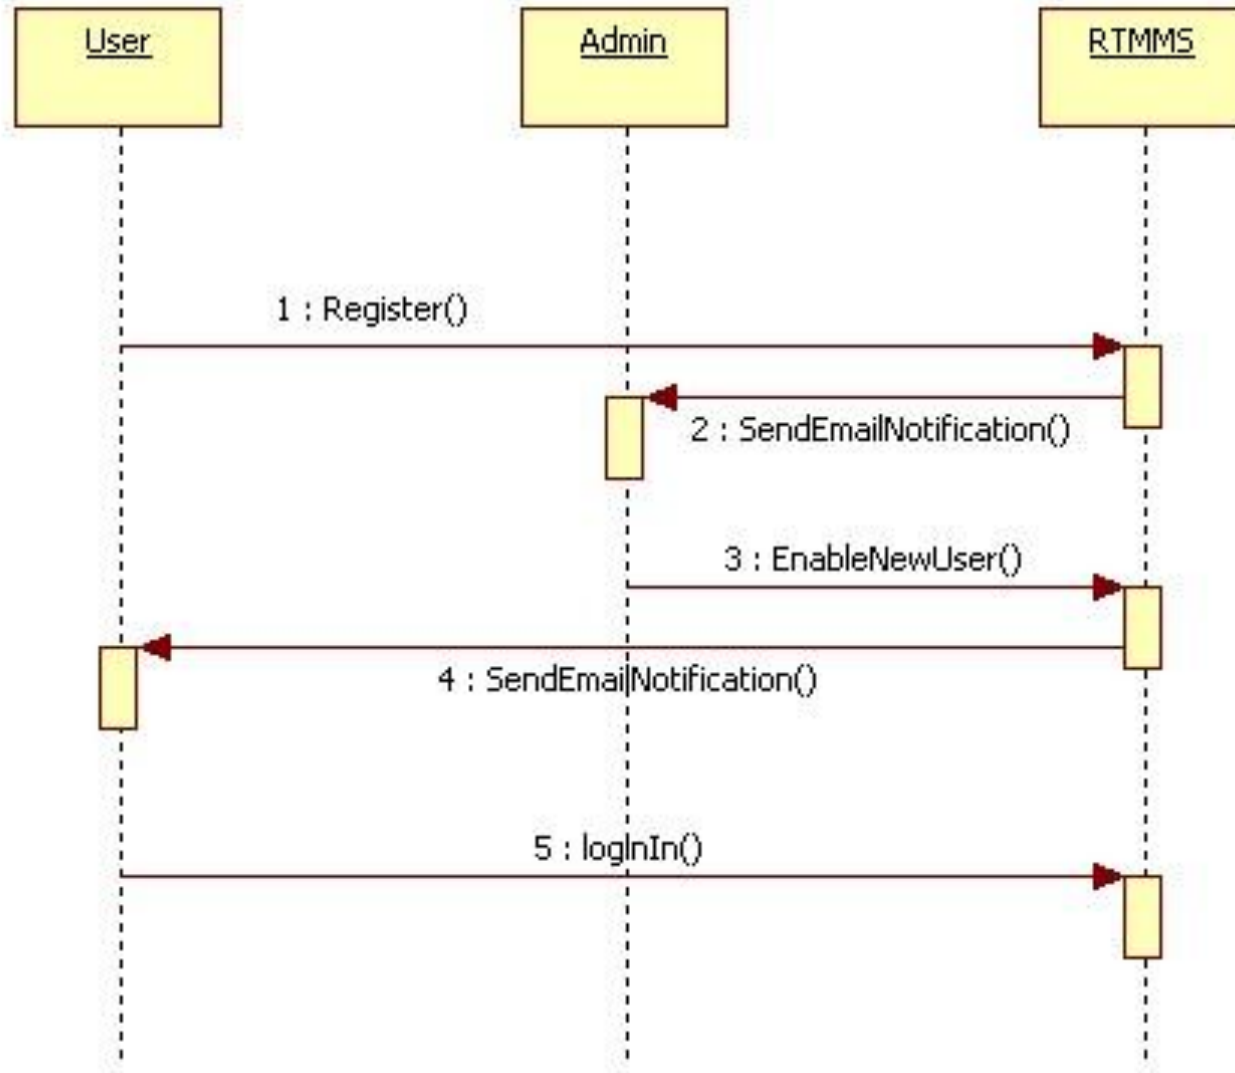 User
Admin
RTMMS
1 : Register()
2 : SendEmailNotification()
3 : EnableNewUser()
4 : SendEmailNotification()
5 : logInIn()